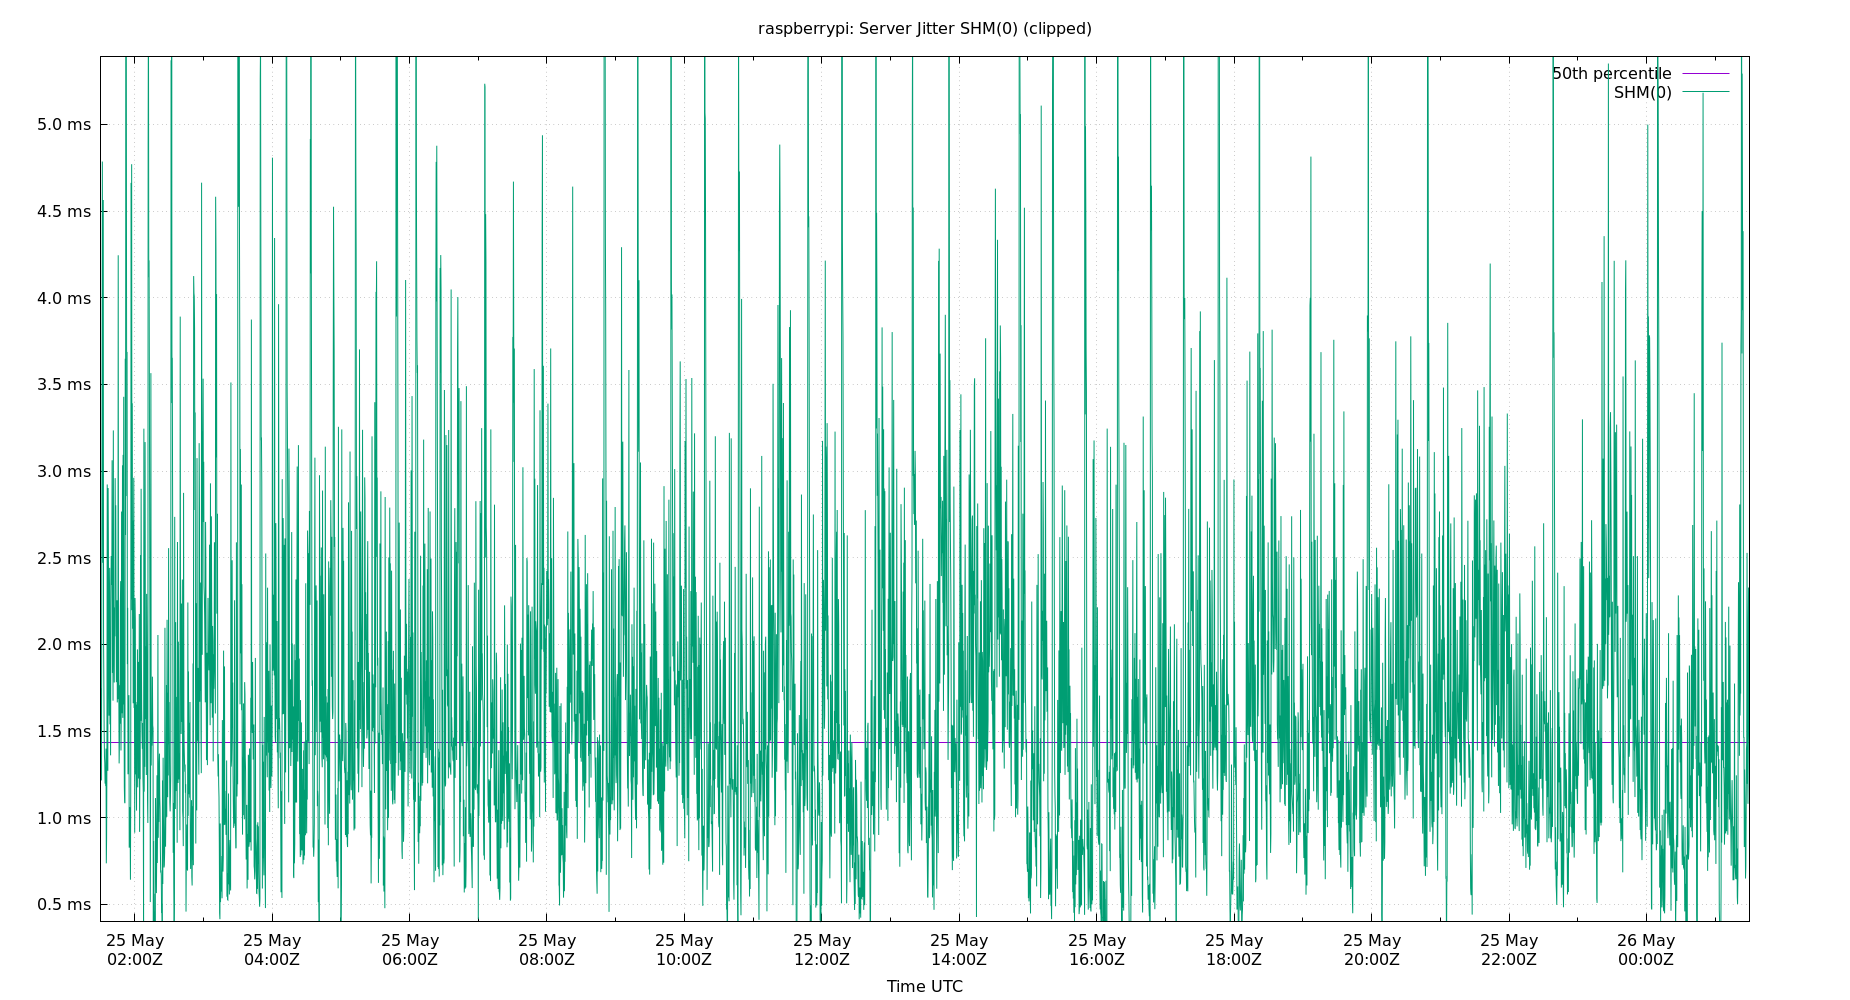 raspberrypi: Server Jitter SHM(0) (clipped)
50th percentile
SHM(0)
5.0 ms
4.5 ms
4.0 ms
3.5 ms
3.0 ms
2.5 ms
2.0 ms
1.5 ms
1.0 ms
0.5 ms
25 May 25 May 25 May 25 May 25 May 25 May 25 May 25 May 25 May 25 May 25 May 26 May
02:00Z 04:00Z 06:00Z 08:00Z 10:00Z 12:00Z 14:00Z 16:00Z 18:00Z 20:00Z 22:00Z 00:00Z
Time UTC